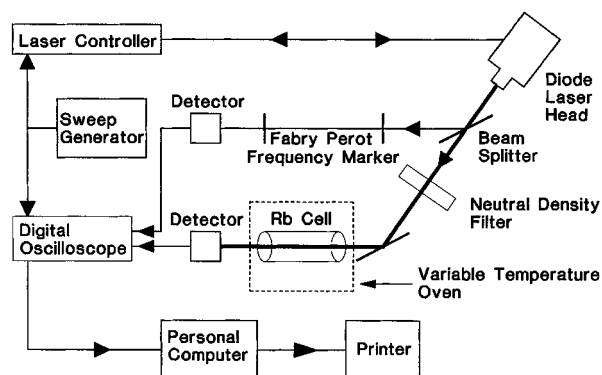 Laser Controller
Diode
Laser
Head
Detector
Sweep
Generator
Fabry Perot
Frequency Marker
Beam
Splitter
Neutral Density
Filter
Detector
Rb Cell
Digital
Oscilloscope
Variable Temperature
Oven
Personal
Computer
Printer